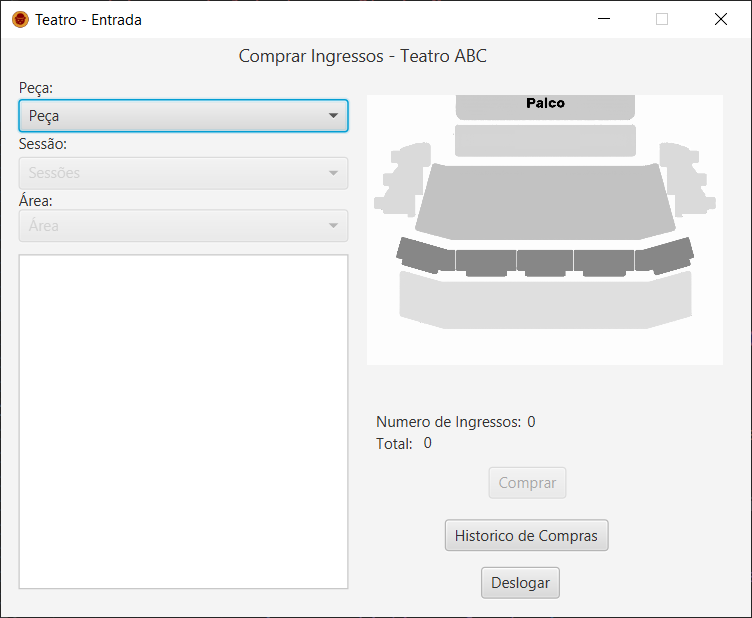 Teatro - Entrada
Comprar Ingressos - Teatro ABC
Peça:
Peça
Sessão:
Sessões
Área:
Área
Palco
Numero de Ingressos: 0
Total: 0
Comprar
Historico de Compras
Deslogar